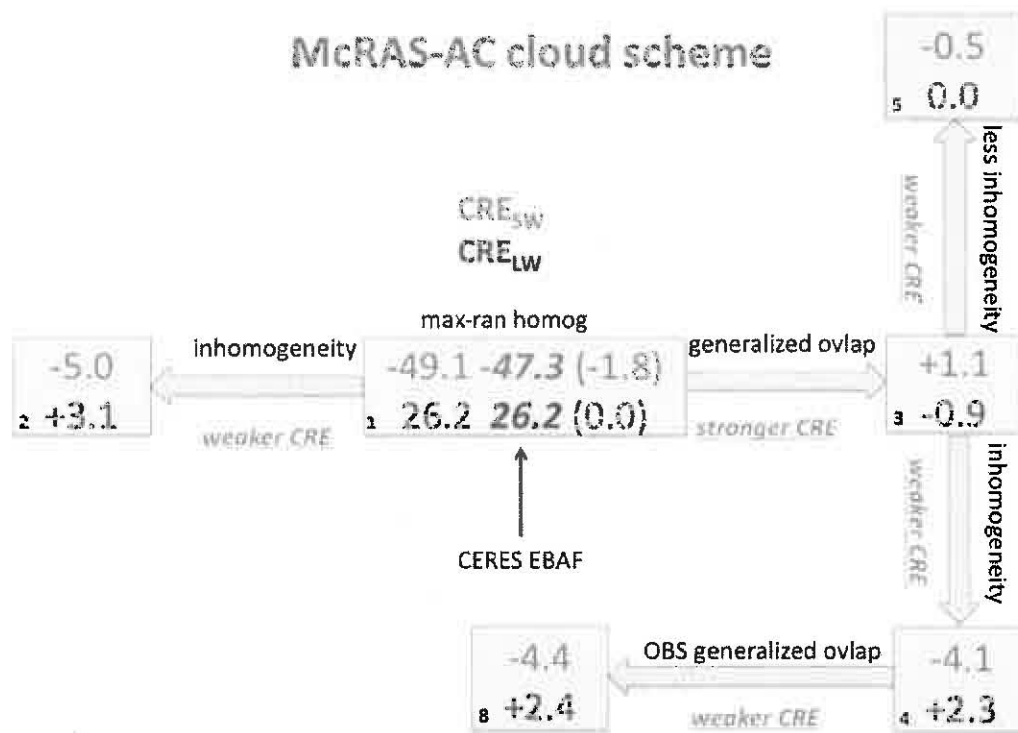 McRAS-AC cloud scheme
-0.5
5 0.0
less inhomogeneity
weaker CRE
CRE_SW
CRE_LW
max-ran homog
inhomogeneity
generalized ovlap
-5.0
2 +3.1
-49.1 -47.3 (-1.8)
1 26.2 26.2 (0.0)
+1.1
3 -0.9
weaker CRE
stronger CRE
inhomogeneity
weaker CRE
CERES EBAF
OBS generalized ovlap
-4.4
8 +2.4
weaker CRE
-4.1
4 +2.3